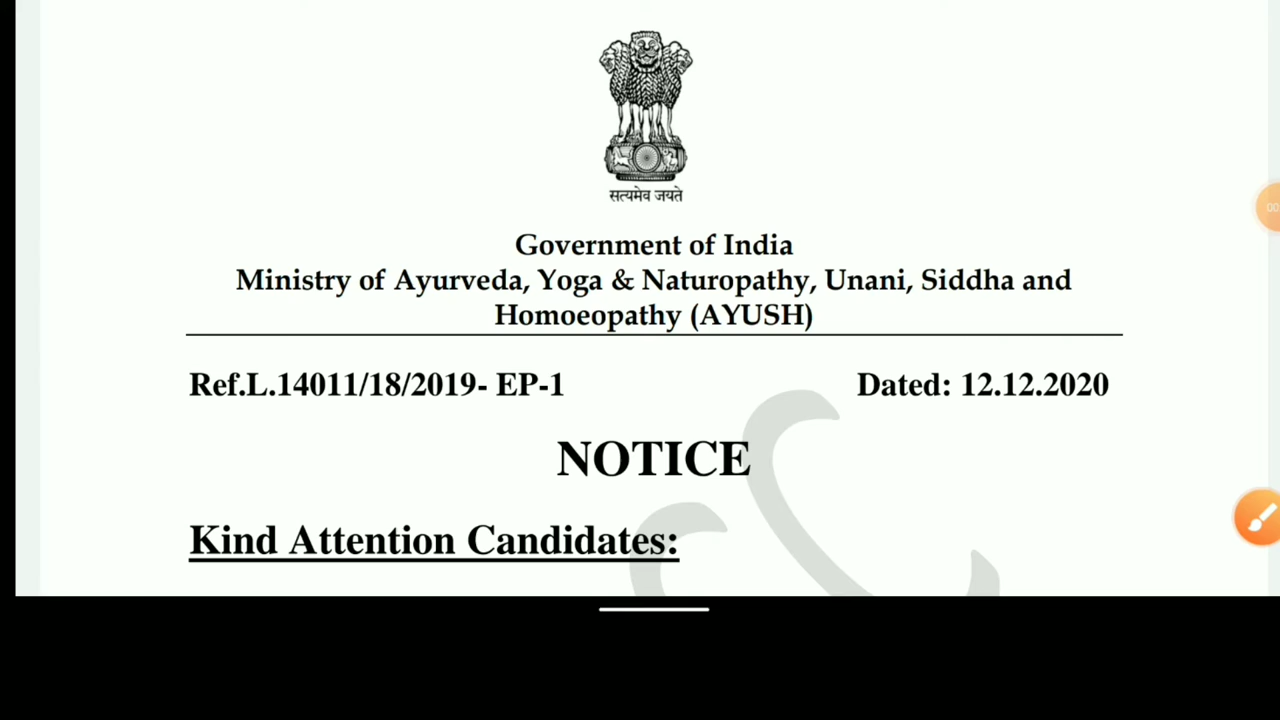 सत्यमेव जयते
Government of India
Ministry of Ayurveda, Yoga & Naturopathy, Unani, Siddha and
Homoeopathy (AYUSH)
Ref.L.14011/18/2019- EP-1 Dated: 12.12.2020
NOTICE
Kind Attention Candidates:
00